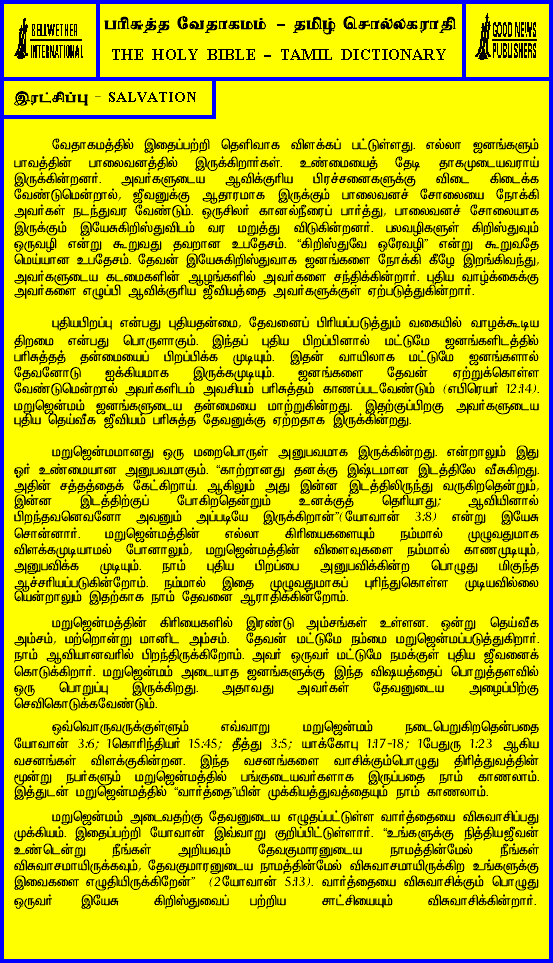 BELLWETHER
INTERNATIONAL
பரிசுத்த வேதாகமம் - தமிழ் சொல்லகராதி
THE HOLY BIBLE - TAMIL DICTIONARY
GOOD NEWS
PUBLISHERS
இரட்சிப்பு - SALVATION
வேதாகமத்தில் இதைப்பற்றி தெளிவாக விளக்கப் பட்டுள்ளது. எல்லா ஜனங்களும்
பாவத்தின் பாலைவனத்தில் இருக்கிறார்கள். உண்மையைத் தேடி தாகமுடையவராய்
இருக்கின்றனர். அவர்களுடைய ஆவிக்குரிய பிரச்சனைகளுக்கு விடை கிடைக்க
வேண்டுமென்றால், ஜீவனுக்கு ஆதாரமாக இருக்கும் பாலைவனச் சோலையை நோக்கி
அவர்கள் நடந்துவர வேண்டும். ஒருசிலர் கானல்நீரைப் பார்த்து, பாலைவனச் சோலையாக
இருக்கும் இயேசுகிறிஸ்துவிடம் வர மறுத்து விடுகின்றனர். பலவழிகளுள் கிறிஸ்துவும்
ஒருவழி என்று கூறுவது தவறான உபதேசம். “கிறிஸ்துவே ஒரேவழி” என்று கூறுவதே
மெய்யான உபதேசம். தேவன் இயேசுகிறிஸ்துவாக ஜனங்களை நோக்கி கீழே இறங்கிவந்து,
அவர்களுடைய கடமைகளின் ஆழங்களில் அவர்களை சந்திக்கின்றார். புதிய வாழ்க்கைக்கு
அவர்களை எழுப்பி ஆவிக்குரிய ஜீவியத்தை அவர்களுக்குள் ஏற்படுத்துகின்றார்.
புதியபிறப்பு என்பது புதியதன்மை, தேவனைப் பிரியப்படுத்தும் வகையில் வாழக்கூடிய
திறமை என்பது பொருளாகும். இந்தப் புதிய பிறப்பினால் மட்டுமே ஜனங்களிடத்தில்
பரிசுத்தத் தன்மையைப் பிறப்பிக்க முடியும். இதன் வாயிலாக மட்டுமே ஜனங்களால்
தேவனோடு ஐக்கியமாக இருக்கமுடியும். ஜனங்களை தேவன் ஏற்றுக்கொள்ள
வேண்டுமென்றால் அவர்களிடம் அவசியம் பரிசுத்தம் காணப்படவேண்டும் (எபிரெயர் 12:14).
மறுஜென்மம் ஜனங்களுடைய தன்மையை மாற்றுகின்றது. இதற்குப்பிறகு அவர்களுடைய
புதிய தெய்வீக ஜீவியம் பரிசுத்த தேவனுக்கு ஏற்றதாக இருக்கின்றது.
மறுஜென்மமானது ஒரு மறைபொருள் அனுபவமாக இருக்கின்றது. என்றாலும் இது
ஓர் உண்மையான அனுபவமாகும். “காற்றானது தனக்கு இஷ்டமான இடத்திலே வீசுகிறது.
அதின் சத்தத்தைக் கேட்கிறாய். ஆகிலும் அது இன்ன இடத்திலிருந்து வருகிறதென்றும்,
இன்ன இடத்திற்குப் போகிறதென்றும் உனக்குத் தெரியாது; ஆவியினால்
பிறந்தவனெவனோ அவனும் அப்படியே இருக்கிறான்”(யோவான் 3:8) என்று இயேசு
சொன்னார். மறுஜென்மத்தின் எல்லா கிரியைகளையும் நம்மால் முழுவதுமாக
விளக்கமுடியாமல் போனாலும், மறுஜென்மத்தின் விளைவுகளை நம்மால் காணமுடியும்,
அனுபவிக்க முடியும். நாம் புதிய பிறப்பை அனுபவிக்கின்ற பொழுது மிகுந்த
ஆச்சரியப்படுகின்றோம். நம்மால் இதை முழுவதுமாகப் புரிந்துகொள்ள முடியவில்லை
யென்றாலும் இதற்காக நாம் தேவனை ஆராதிக்கின்றோம்.
மறுஜென்மத்தின் கிரியைகளில் இரண்டு அம்சங்கள் உள்ளன. ஒன்று தெய்வீக
அம்சம், மற்றொன்று மானிட அம்சம். தேவன் மட்டுமே நம்மை மறுஜென்மப்படுத்துகிறார்.
நாம் ஆவியானவரில் பிறந்திருக்கிறோம். அவர் ஒருவர் மட்டுமே நமக்குள் புதிய ஜீவனைக்
கொடுக்கிறார். மறுஜென்மம் அடையாத ஜனங்களுக்கு இந்த விஷயத்தைப் பொறுத்தளவில்
ஒரு பொறுப்பு இருக்கிறது. அதாவது அவர்கள் தேவனுடைய அழைப்பிற்கு
செவிகொடுக்கவேண்டும்.
ஒவ்வொருவருக்குள்ளும் எவ்வாறு மறுஜென்மம் நடைபெறுகிறதென்பதை
யோவான் 3:6; 1கொரிந்தியர் 15:45; தீத்து 3:5; யாக்கோபு 1:17-18; 1பேதுரு 1:23 ஆகிய
வசனங்கள் விளக்குகின்றன. இந்த வசனங்களை வாசிக்கும்பொழுது திரித்துவத்தின்
மூன்று நபர்களும் மறுஜென்மத்தில் பங்குடையவர்களாக இருப்பதை நாம் காணலாம்.
இத்துடன் மறுஜென்மத்தில் “வார்த்தை”யின் முக்கியத்துவத்தையும் நாம் காணலாம்.
மறுஜென்மம் அடைவதற்கு தேவனுடைய எழுதப்பட்டுள்ள வார்த்தையை விசுவாசிப்பது
முக்கியம். இதைப்பற்றி யோவான் இவ்வாறு குறிப்பிட்டுள்ளார். “உங்களுக்கு நித்தியஜீவன்
உண்டென்று நீங்கள் அறியவும் தேவகுமாரனுடைய நாமத்தின்மேல் நீங்கள்
விசுவாசமாயிருக்கவும், தேவகுமாரனுடைய நாமத்தின்மேல் விசுவாசமாயிருக்கிற உங்களுக்கு
இவைகளை எழுதியிருக்கிறேன்” (2யோவான் 5:13). வார்த்தையை விசுவாசிக்கும் பொழுது
ஒருவர் இயேசு கிறிஸ்துவைப் பற்றிய சாட்சியையும் விசுவாசிக்கின்றார்.